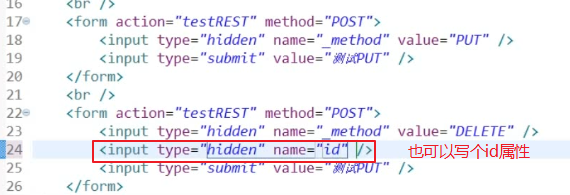 16 <br />
17 <form action="testREST" method="POST">
18 <input type="hidden" name="_method" value="PUT" />
19 <input type="submit" value="测试PUT" />
20 </form>
21 <br />
22 <form action="testREST" method="POST">
23 <input type="hidden" name="_method" value="DELETE" />
24 <input type="hidden" name="id" /> 也可以写个id属性
25 <input type="submit" value="测试PUT" />
26 </form>